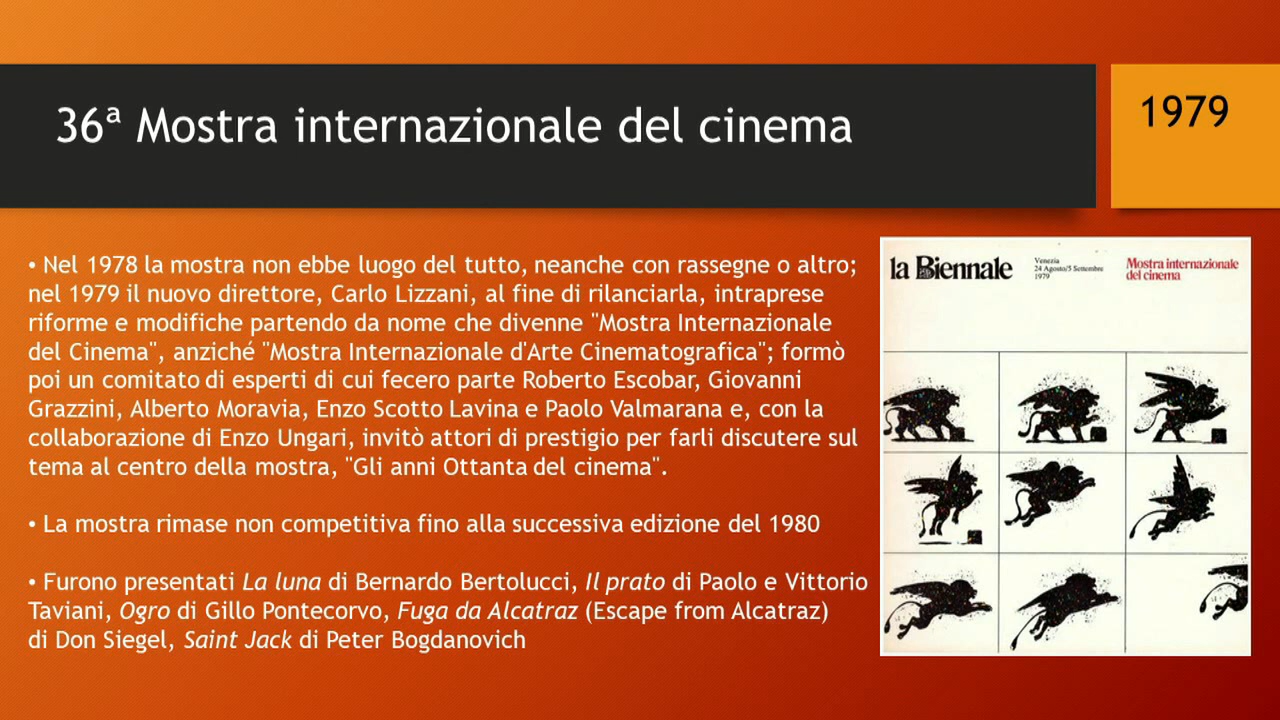 36ª Mostra internazionale del cinema
1979
• Nel 1978 la mostra non ebbe luogo del tutto, neanche con rassegne o altro;
nel 1979 il nuovo direttore, Carlo Lizzani, al fine di rilanciarla, intraprese
riforme e modifiche partendo da nome che divenne "Mostra Internazionale
del Cinema", anziché "Mostra Internazionale d'Arte Cinematografica"; formò
poi un comitato di esperti di cui fecero parte Roberto Escobar, Giovanni
Grazzini, Alberto Moravia, Enzo Scotto Lavina e Paolo Valmarana e, con la
collaborazione di Enzo Ungari, invitò attori di prestigio per farli discutere sul
tema al centro della mostra, "Gli anni Ottanta del cinema".
• La mostra rimase non competitiva fino alla successiva edizione del 1980
• Furono presentati La luna di Bernardo Bertolucci, Il prato di Paolo e Vittorio
Taviani, Ogro di Gillo Pontecorvo, Fuga da Alcatraz (Escape from Alcatraz)
di Don Siegel, Saint Jack di Peter Bogdanovich
la Biennale
Venezia
24 Agosto/5 Settembre
1979
Mostra internazionale
del cinema